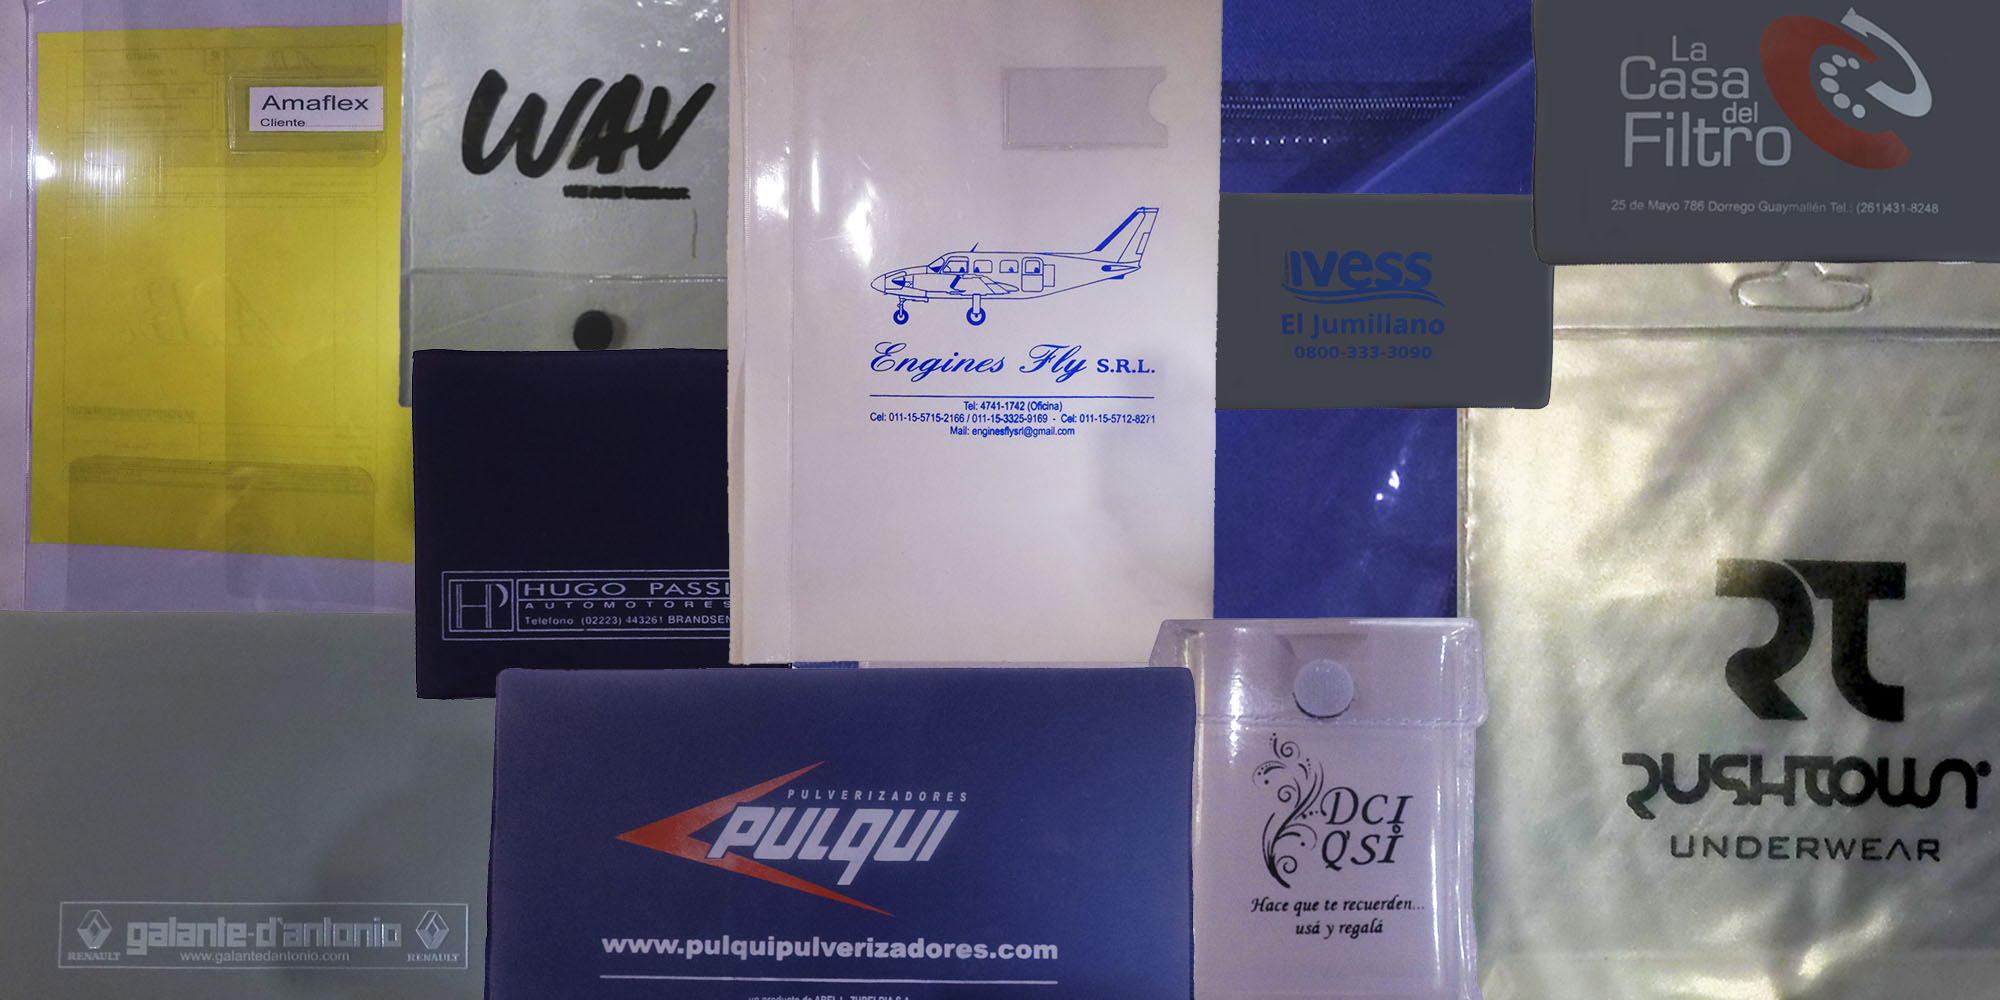 Amaflex
Cliente
WAV
Engines Fly S.R.L.
Tel: 4741-1742 (Oficina)
Cel: 011-15-5715-2166 / 011-15-3325-9169 - Cel: 011-15-5712-8271
Mail: enginesflysrl@gmail.com
La
Casa
del
Filtro
25 de Mayo 786 Dorrego Guaymallén Tel.: (261)431-8248
ivess
El Jumillano
0800-333-3090
HP
HUGO PASSI
AUTOMOTORES
Telefono (02223) 443261 BRANDSEN
RT
RUSHTOWN
UNDERWEAR
PULVERIZADORES
PULQUI
www.pulquipulverizadores.com
DCI
QSI
Hace que te recuerden...
usá y regalá
galante-d'antonio
www.galantedantonio.com
RENAULT
RENAULT